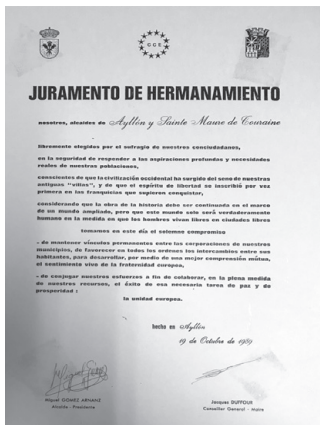 C C E
JURAMENTO DE HERMANAMIENTO
nosotros, alcaldes de Ayllón y Sainte Maure de Touraine
libremente elegidos por el sufragio de nuestros conciudadanos,
en la seguridad de responder a las aspiraciones profundas y necesidades
reales de nuestras poblaciones,
conscientes de que la civilización occidental ha surgido del seno de nuestras
antiguas "villas", y de que el espíritu de libertad se inscribió por vez
primera en las franquicias que supieron conquistar,
considerando que la obra de la historia debe ser continuada en el marco
de un mundo ampliado, pero que este mundo solo será verdaderamente
humano en la medida en que los hombres vivan libres en ciudades libres
tomamos en este día el solemne compromiso
- de mantener vínculos permanentes entre las corporaciones de nuestros
municipios, de favorecer en todos los órdenes los intercambios entre sus
habitantes, para desarrollar, por medio de una mejor comprensión mútua,
el sentimiento vivo de la fraternidad europea,
- de conjugar nuestros esfuerzos a fin de colaborar, en la plena medida
de nuestros recursos, al éxito de esa necesaria tarea de paz y de
prosperidad :
la unidad europea.
hecho en Ayllón
19 de Octubre de 1989
Miguel GOMEZ ARNANZ
Alcalde - Presidente
Jacques DUFFOUR
Conseiller General - Maire